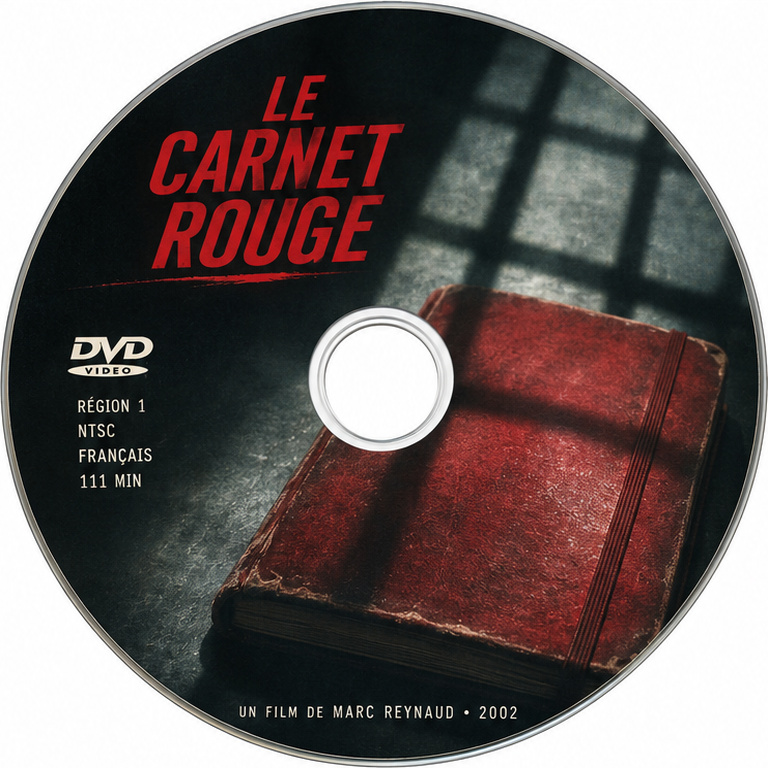 LE
CARNET
ROUGE
DVD
VIDEO
RÉGION 1
NTSC
FRANÇAIS
111 MIN
UN FILM DE MARC REYNAUD • 2002